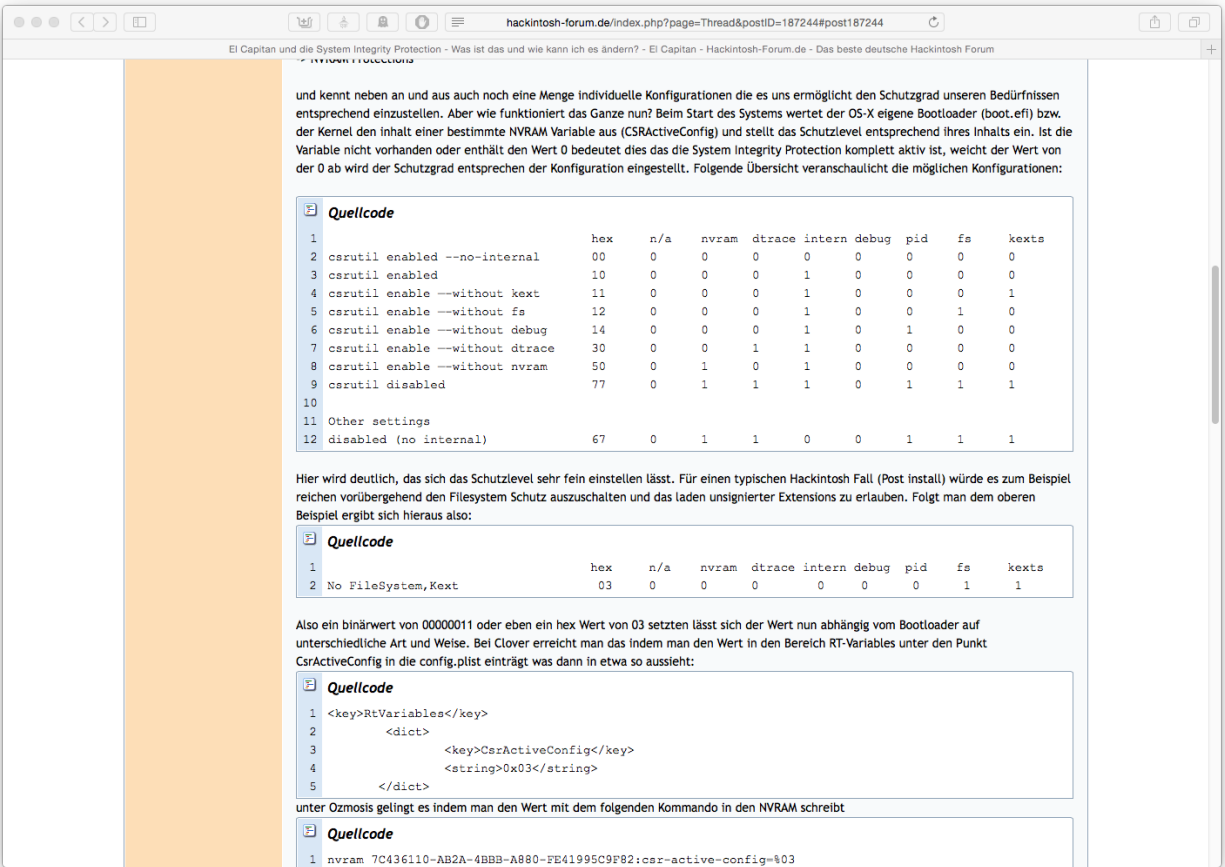 hackintosh-forum.de/index.php?page=Thread&postID=187244#post187244
El Capitan und die System Integrity Protection - Was ist das und wie kann ich es ändern? - El Capitan - Hackintosh-Forum.de - Das beste deutsche Hackintosh Forum
-> NVRAM Protections
und kennt neben an und aus auch noch eine Menge individuelle Konfigurationen die es uns ermöglicht den Schutzgrad unseren Bedürfnissen
entsprechend einzustellen. Aber wie funktioniert das Ganze nun? Beim Start des Systems wertet der OS-X eigene Bootloader (boot.efi) bzw.
der Kernel den inhalt einer bestimmte NVRAM Variable aus (CSRActiveConfig) und stellt das Schutzlevel entsprechend ihres Inhalts ein. Ist die
Variable nicht vorhanden oder enthält den Wert 0 bedeutet dies das die System Integrity Protection komplett aktiv ist, weicht der Wert von
der 0 ab wird der Schutzgrad entsprechen der Konfiguration eingestellt. Folgende Übersicht veranschaulicht die möglichen Konfigurationen:
Quellcode
1 hex n/a nvram dtrace intern debug pid fs kexts
2 csrutil enabled --no-internal 00 0 0 0 0 0 0 0 0
3 csrutil enabled 10 0 0 0 1 0 0 0 0
4 csrutil enable —-without kext 11 0 0 0 1 0 0 0 1
5 csrutil enable —-without fs 12 0 0 0 1 0 0 1 0
6 csrutil enable —-without debug 14 0 0 0 1 0 1 0 0
7 csrutil enable —-without dtrace 30 0 0 1 1 0 0 0 0
8 csrutil enable —-without nvram 50 0 1 0 1 0 0 0 0
9 csrutil disabled 77 0 1 1 1 0 1 1 1
10
11 Other settings
12 disabled (no internal) 67 0 1 1 0 0 1 1 1
Hier wird deutlich, das sich das Schutzlevel sehr fein einstellen lässt. Für einen typischen Hackintosh Fall (Post install) würde es zum Beispiel
reichen vorübergehend den Filesystem Schutz auszuschalten und das laden unsignierter Extensions zu erlauben. Folgt man dem oberen
Beispiel ergibt sich hieraus also:
Quellcode
1 hex n/a nvram dtrace intern debug pid fs kexts
2 No FileSystem,Kext 03 0 0 0 0 0 0 1 1
Also ein binärwert von 00000011 oder eben ein hex Wert von 03 setzten lässt sich der Wert nun abhängig vom Bootloader auf
unterschiedliche Art und Weise. Bei Clover erreicht man das indem man den Wert in den Bereich RT-Variables unter den Punkt
CsrActiveConfig in die config.plist einträgt was dann in etwa so aussieht:
Quellcode
1 <key>RtVariables</key>
2 <dict>
3 <key>CsrActiveConfig</key>
4 <string>0x03</string>
5 </dict>
unter Ozmosis gelingt es indem man den Wert mit dem folgenden Kommando in den NVRAM schreibt
Quellcode
1 nvram 7C436110-AB2A-4BBB-A880-FE41995C9F82:csr-active-config=%03